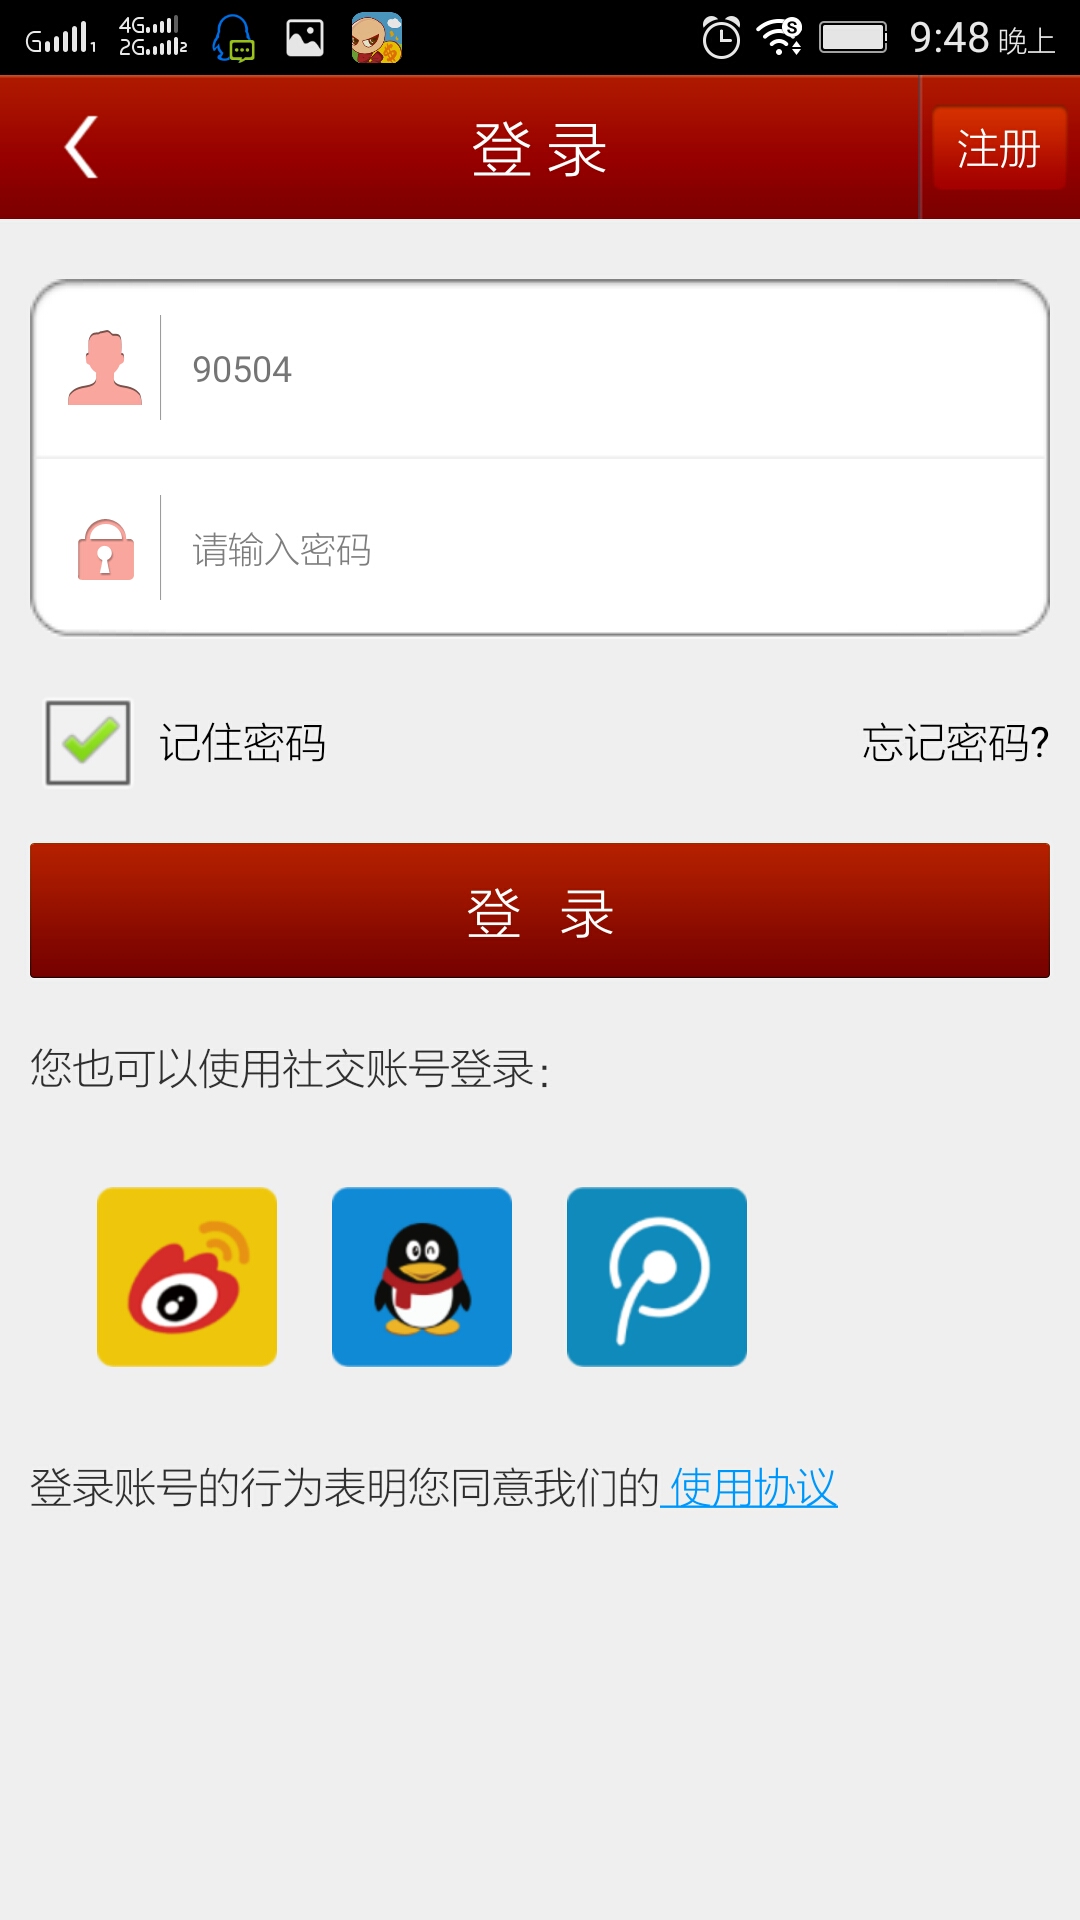 G 1 4G 2G 2 9:48 晚上
登录 注册
90504
请输入密码
记住密码 忘记密码?
登 录
您也可以使用社交账号登录:
登录账号的行为表明您同意我们的 使用协议